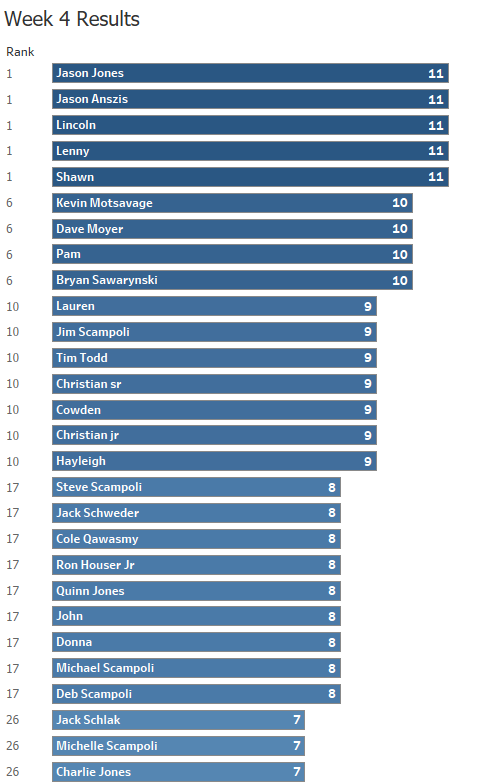 Week 4 Results
Rank
1 Jason Jones 11
1 Jason Anszis 11
1 Lincoln 11
1 Lenny 11
1 Shawn 11
6 Kevin Motsavage 10
6 Dave Moyer 10
6 Pam 10
6 Bryan Sawarynski 10
10 Lauren 9
10 Jim Scampoli 9
10 Tim Todd 9
10 Christian sr 9
10 Cowden 9
10 Christian jr 9
10 Hayleigh 9
17 Steve Scampoli 8
17 Jack Schweder 8
17 Cole Qawasmy 8
17 Ron Houser Jr 8
17 Quinn Jones 8
17 John 8
17 Donna 8
17 Michael Scampoli 8
17 Deb Scampoli 8
26 Jack Schlak 7
26 Michelle Scampoli 7
26 Charlie Jones 7